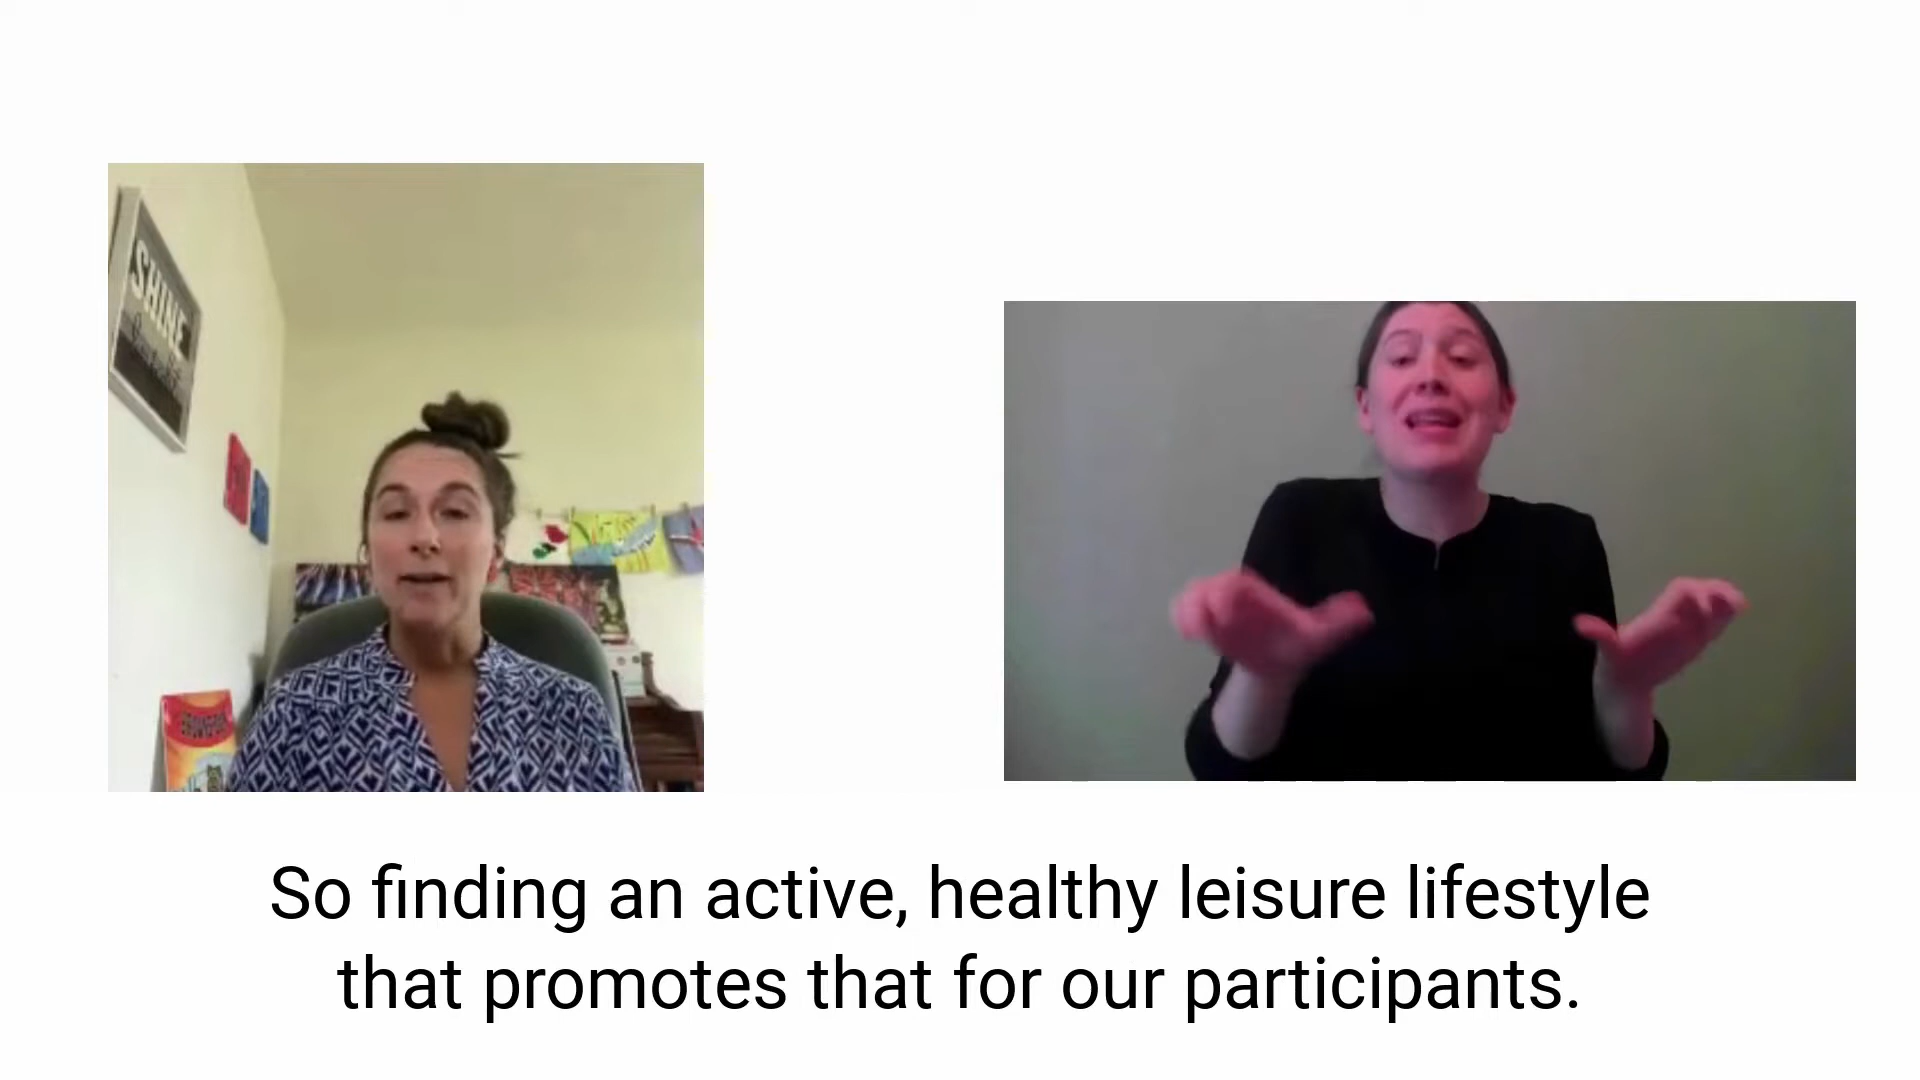 SHINE
So finding an active, healthy leisure lifestyle
that promotes that for our participants.